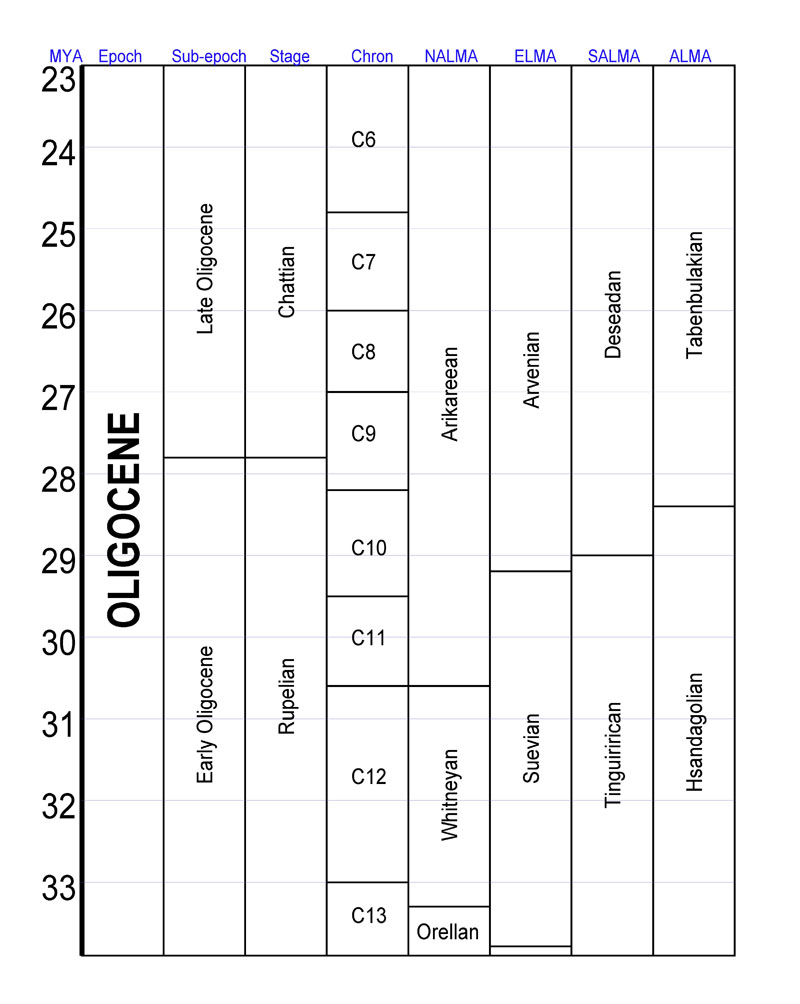 MYA Epoch Sub-epoch Stage Chron NALMA ELMA SALMA ALMA
23
24
25
26
27
28
29
30
31
32
33
OLIGOCENE
Late Oligocene
Early Oligocene
Chattian
Rupelian
C6
C7
C8
C9
C10
C11
C12
C13
Arikareean
Whitneyan
Orellan
Arvenian
Suevian
Deseadan
Tinguirirican
Tabenbulakian
Hsandagolian